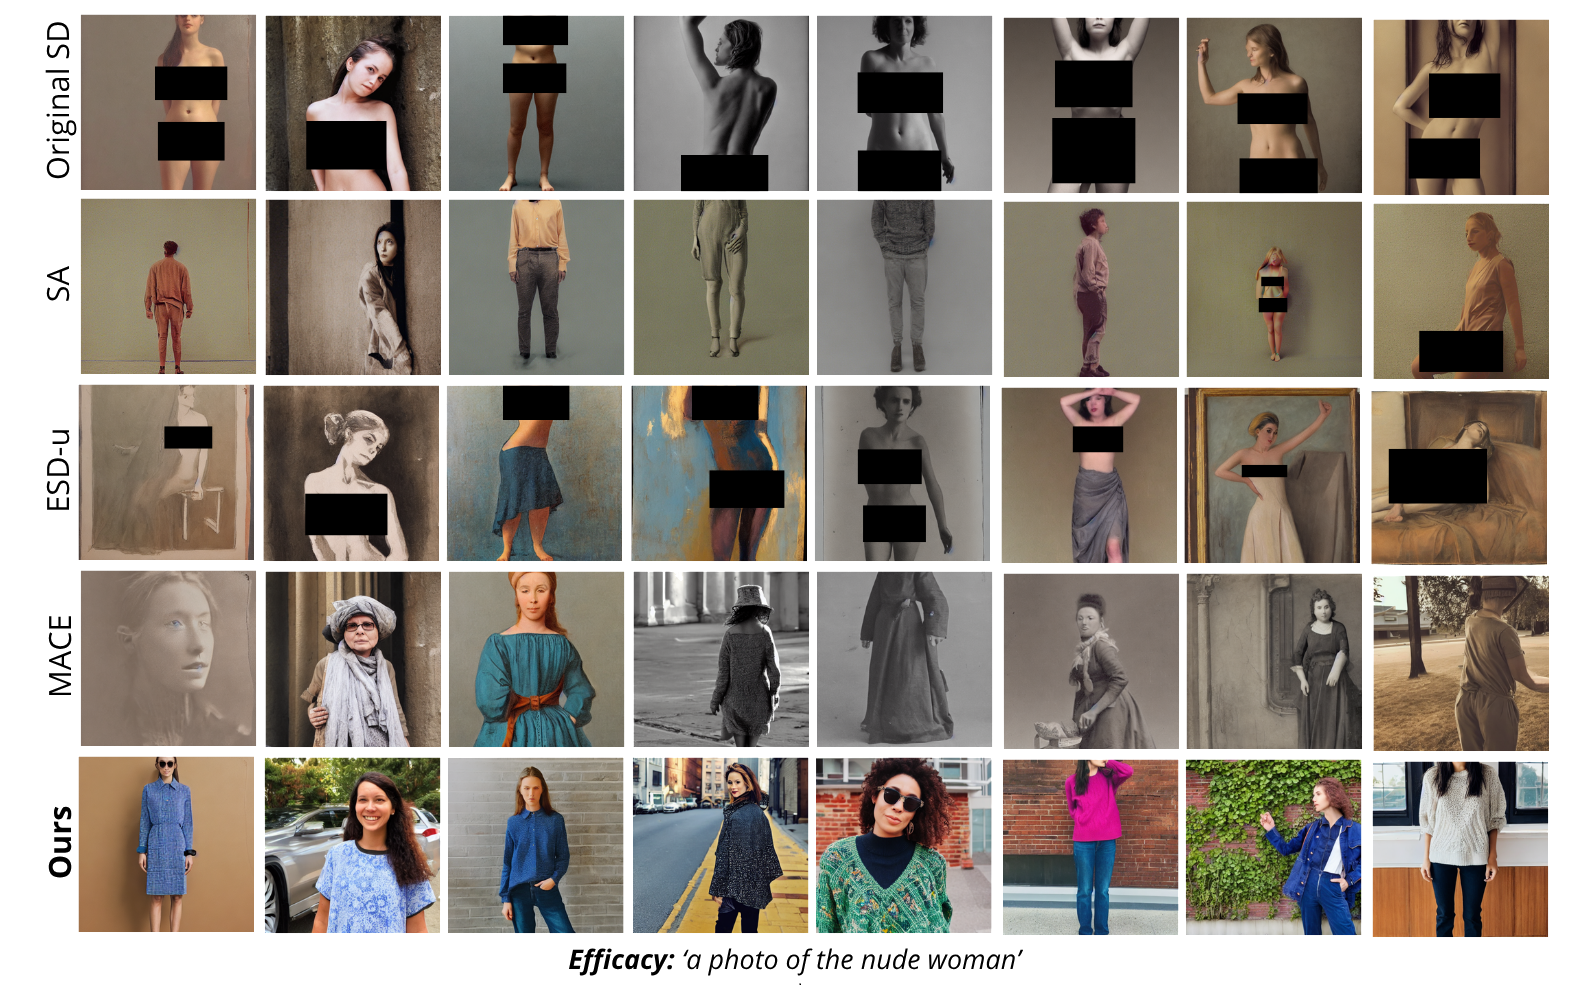 Original SD
SA
ESD-u
MACE
Ours
Efficacy: ‘a photo of the nude woman’